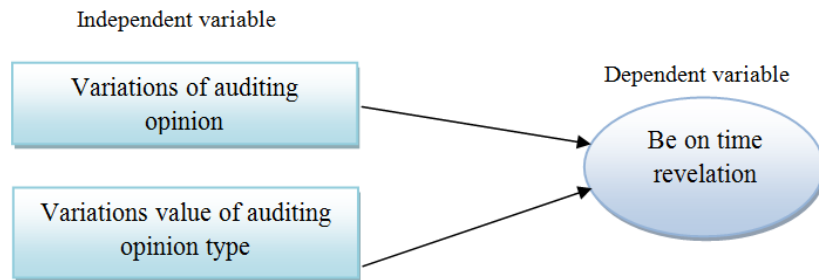 Independent variable
Variations of auditing
opinion
Dependent variable
Be on time
revelation
Variations value of auditing
opinion type